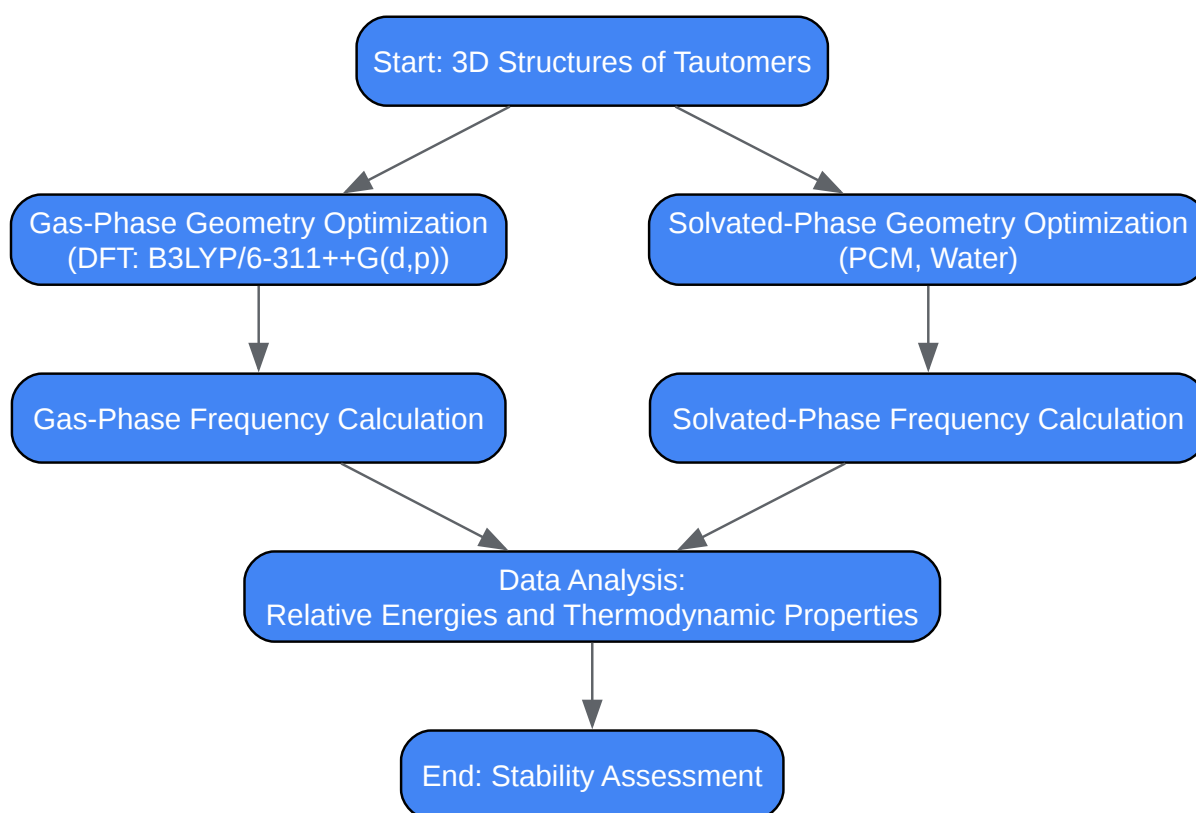 Start: 3D Structures of Tautomers
Gas-Phase Geometry Optimization
(DFT: B3LYP/6-311++G(d,p))
Solvated-Phase Geometry Optimization
(PCM, Water)
Gas-Phase Frequency Calculation
Solvated-Phase Frequency Calculation
Data Analysis:
Relative Energies and Thermodynamic Properties
End: Stability Assessment